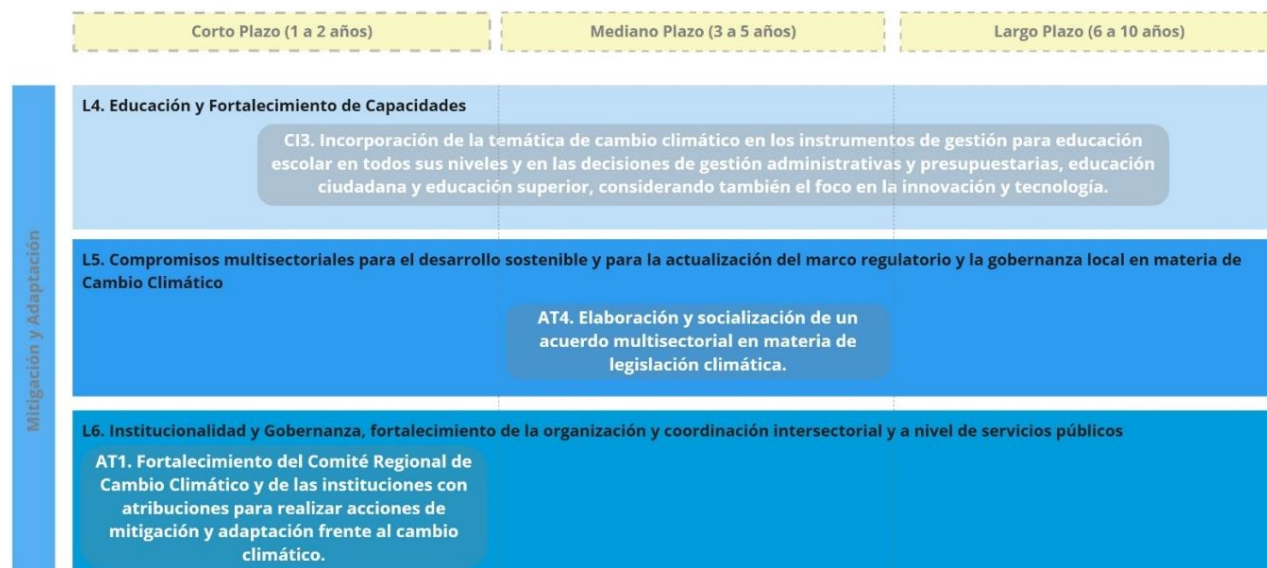 Corto Plazo (1 a 2 años)
Mediano Plazo (3 a 5 años)
Largo Plazo (6 a 10 años)
Mitigación y Adaptación
L4. Educación y Fortalecimiento de Capacidades
CI3. Incorporación de la temática de cambio climático en los instrumentos de gestión para educación
escolar en todos sus niveles y en las decisiones de gestión administrativas y presupuestarias, educación
ciudadana y educación superior, considerando también el foco en la innovación y tecnología.
L5. Compromisos multisectoriales para el desarrollo sostenible y para la actualización del marco regulatorio y la gobernanza local en materia de
Cambio Climático
AT4. Elaboración y socialización de un
acuerdo multisectorial en materia de
legislación climática.
L6. Institucionalidad y Gobernanza, fortalecimiento de la organización y coordinación intersectorial y a nivel de servicios públicos
AT1. Fortalecimiento del Comité Regional de
Cambio Climático y de las instituciones con
atribuciones para realizar acciones de
mitigación y adaptación frente al cambio
climático.